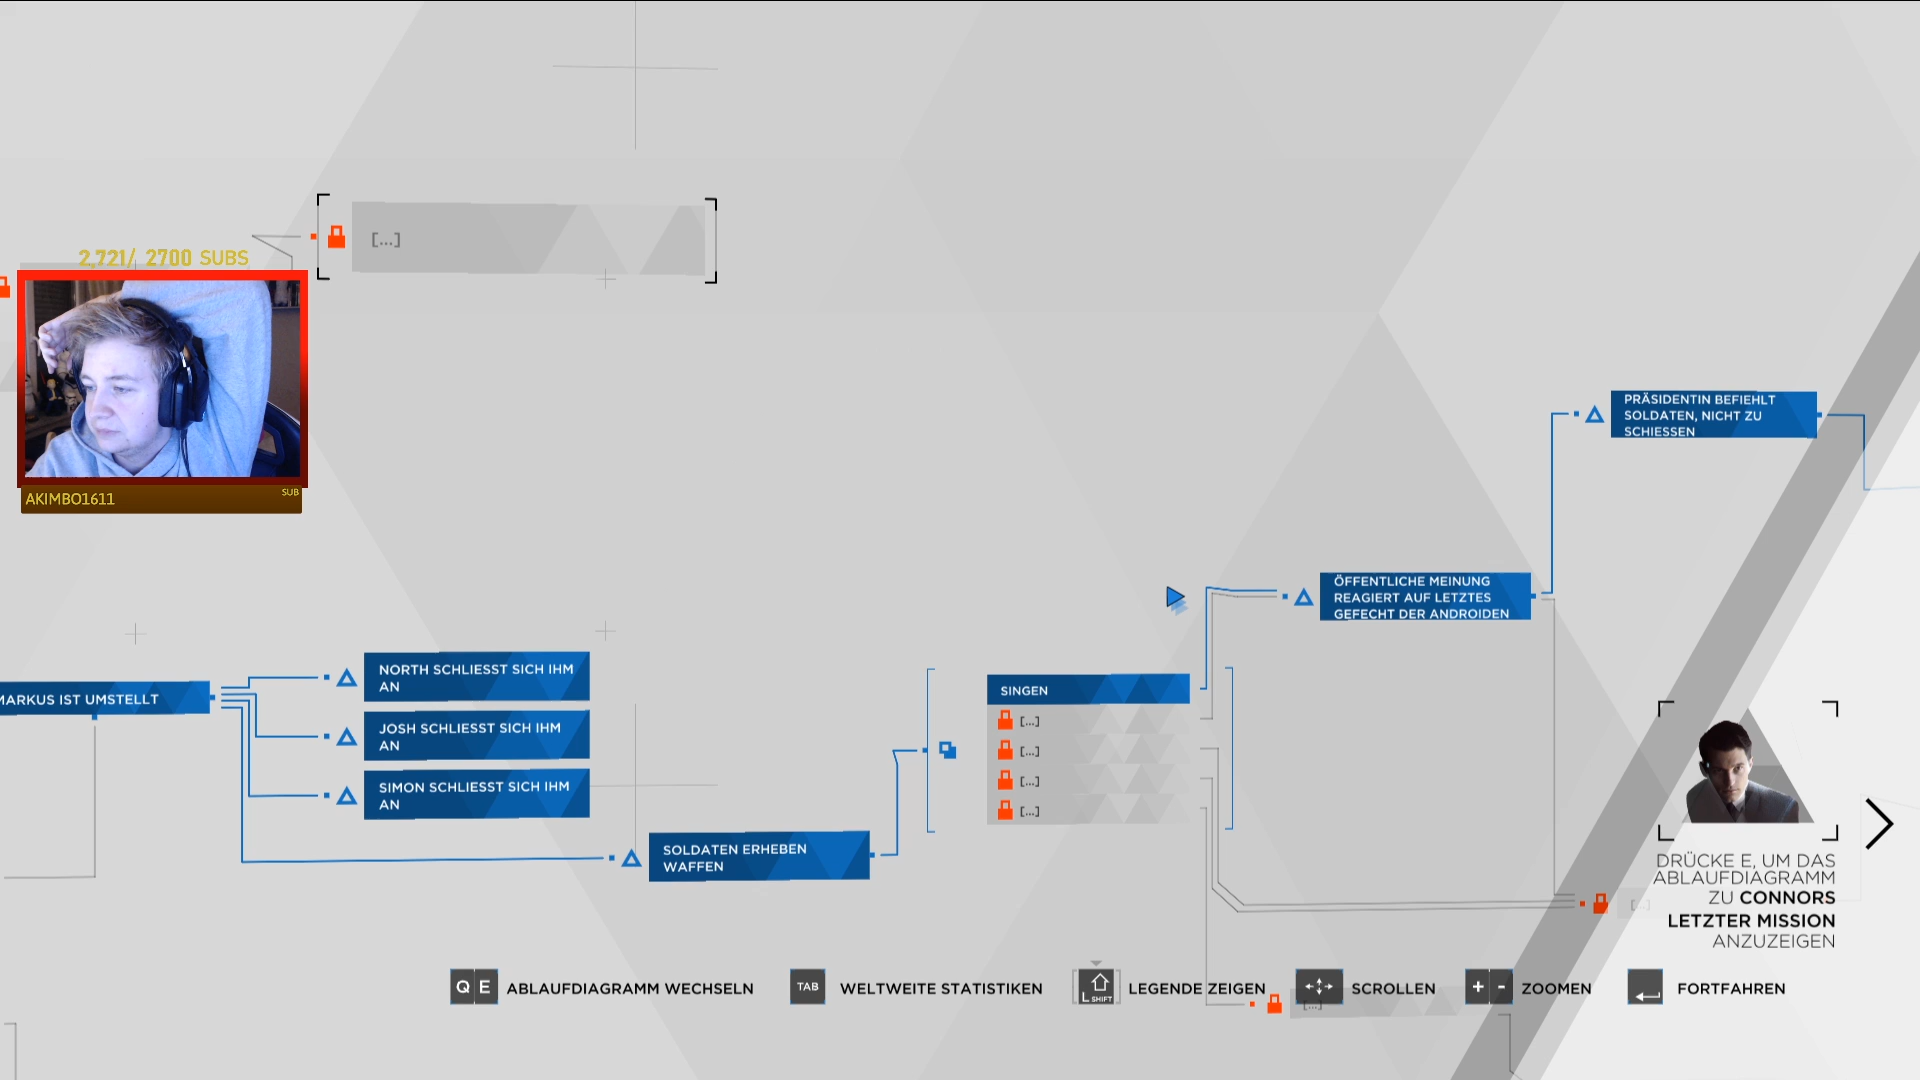 [...]
2,721/ 2700 SUBS
AKIMBO1611
SUB
PRÄSIDENTIN BEFIEHLT
SOLDATEN, NICHT ZU
SCHIESSEN
ÖFFENTLICHE MEINUNG
REAGIERT AUF LETZTES
GEFECHT DER ANDROIDEN
MARKUS IST UMSTELLT
NORTH SCHLIESST SICH IHM
AN
JOSH SCHLIESST SICH IHM
AN
SIMON SCHLIESST SICH IHM
AN
SOLDATEN ERHEBEN
WAFFEN
SINGEN
[...]
[...]
[...]
[...]
[...]
DRÜCKE E, UM DAS
ABLAUFDIAGRAMM
ZU CONNORS
LETZTER MISSION
ANZUZEIGEN
Q E ABLAUFDIAGRAMM WECHSELN
TAB WELTWEITE STATISTIKEN
L SHIFT LEGENDE ZEIGEN
SCROLLEN
+ - ZOOMEN
FORTFAHREN
[...]